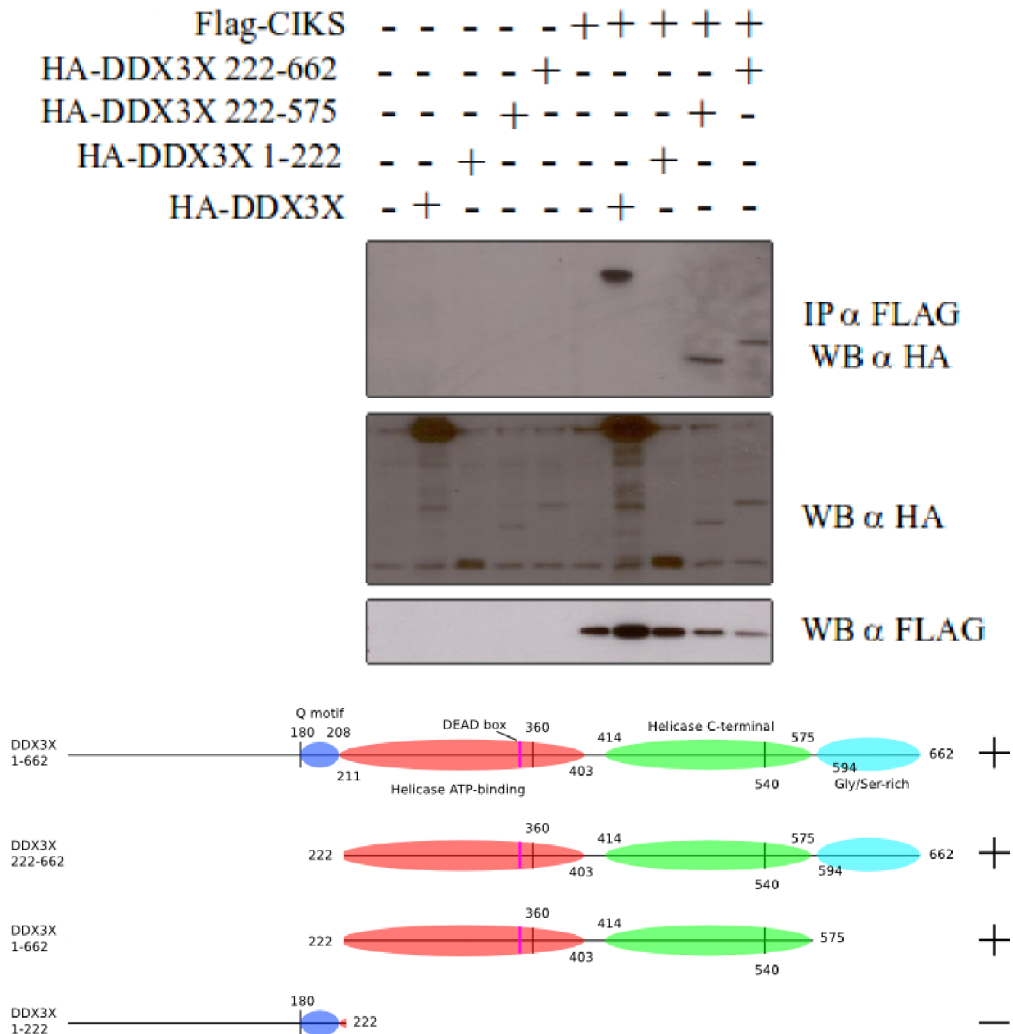 Flag-CIKS - - - - - + + + + +
HA-DDX3X 222-662 - - - - + - - - - +
HA-DDX3X 222-575 - - - + - - - - + -
HA-DDX3X 1-222 - - + - - - - + - -
HA-DDX3X - + - - - - + - - -
IP α FLAG
WB α HA
WB α HA
WB α FLAG
Q motif
180 208 DEAD box 360 414 Helicase C-terminal 575
DDX3X
1-662
211 Helicase ATP-binding 403 540 594 Gly/Ser-rich 662 +
DDX3X
222-662
222 360 403 414 540 575 594 662 +
DDX3X
1-662
222 360 403 414 540 575 +
DDX3X
1-222
180 222 -